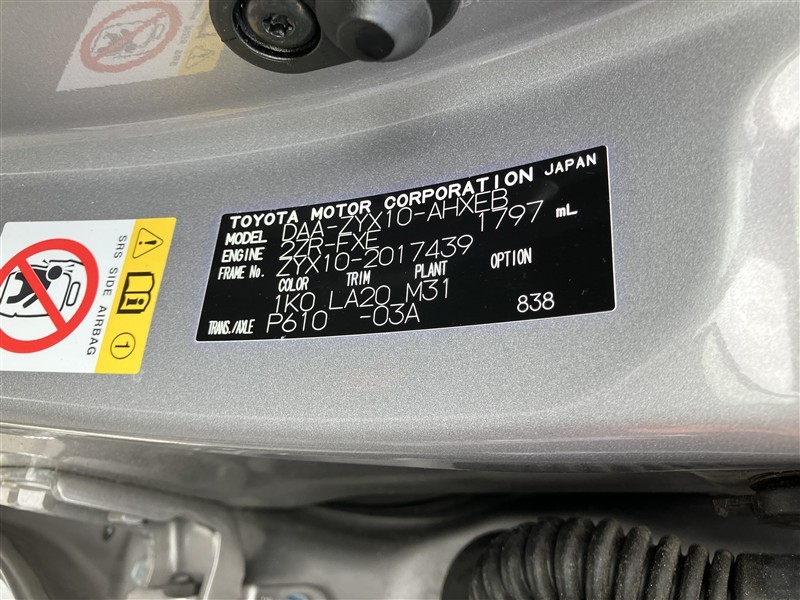 TOYOTA MOTOR CORPORATION JAPAN
MODEL DAA-ZYX10-AHXEB
ENGINE 2ZR-FXE 1797 mL
FRAME No. ZYX10-2017439
COLOR TRIM PLANT OPTION
1K0 LA20 M31
TRANS./AXLE P610 -03A 838
SRS SIDE AIRBAG
1